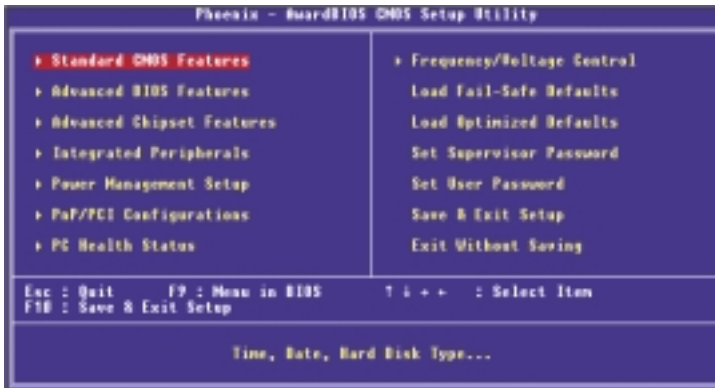 Phoenix - AwardBIOS CMOS Setup Utility
▸ Standard CMOS Features
▸ Advanced BIOS Features
▸ Advanced Chipset Features
▸ Integrated Peripherals
▸ Power Management Setup
▸ PnP/PCI Configurations
▸ PC Health Status
▸ Frequency/Voltage Control
Load Fail-Safe Defaults
Load Optimized Defaults
Set Supervisor Password
Set User Password
Save & Exit Setup
Exit Without Saving
Esc : Quit F9 : Menu in BIOS ↑ ↓ → ← : Select Item
F10 : Save & Exit Setup
Time, Date, Hard Disk Type...